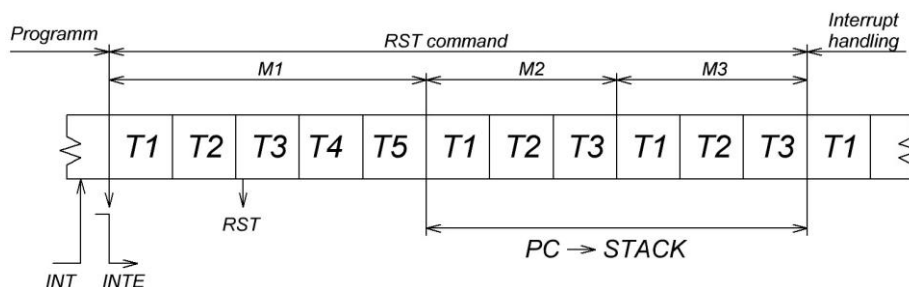 Programm
RST command
Interrupt
handling
M1
M2
M3
T1 T2 T3 T4 T5 T1 T2 T3 T1 T2 T3 T1
RST
PC → STACK
INT
INTE